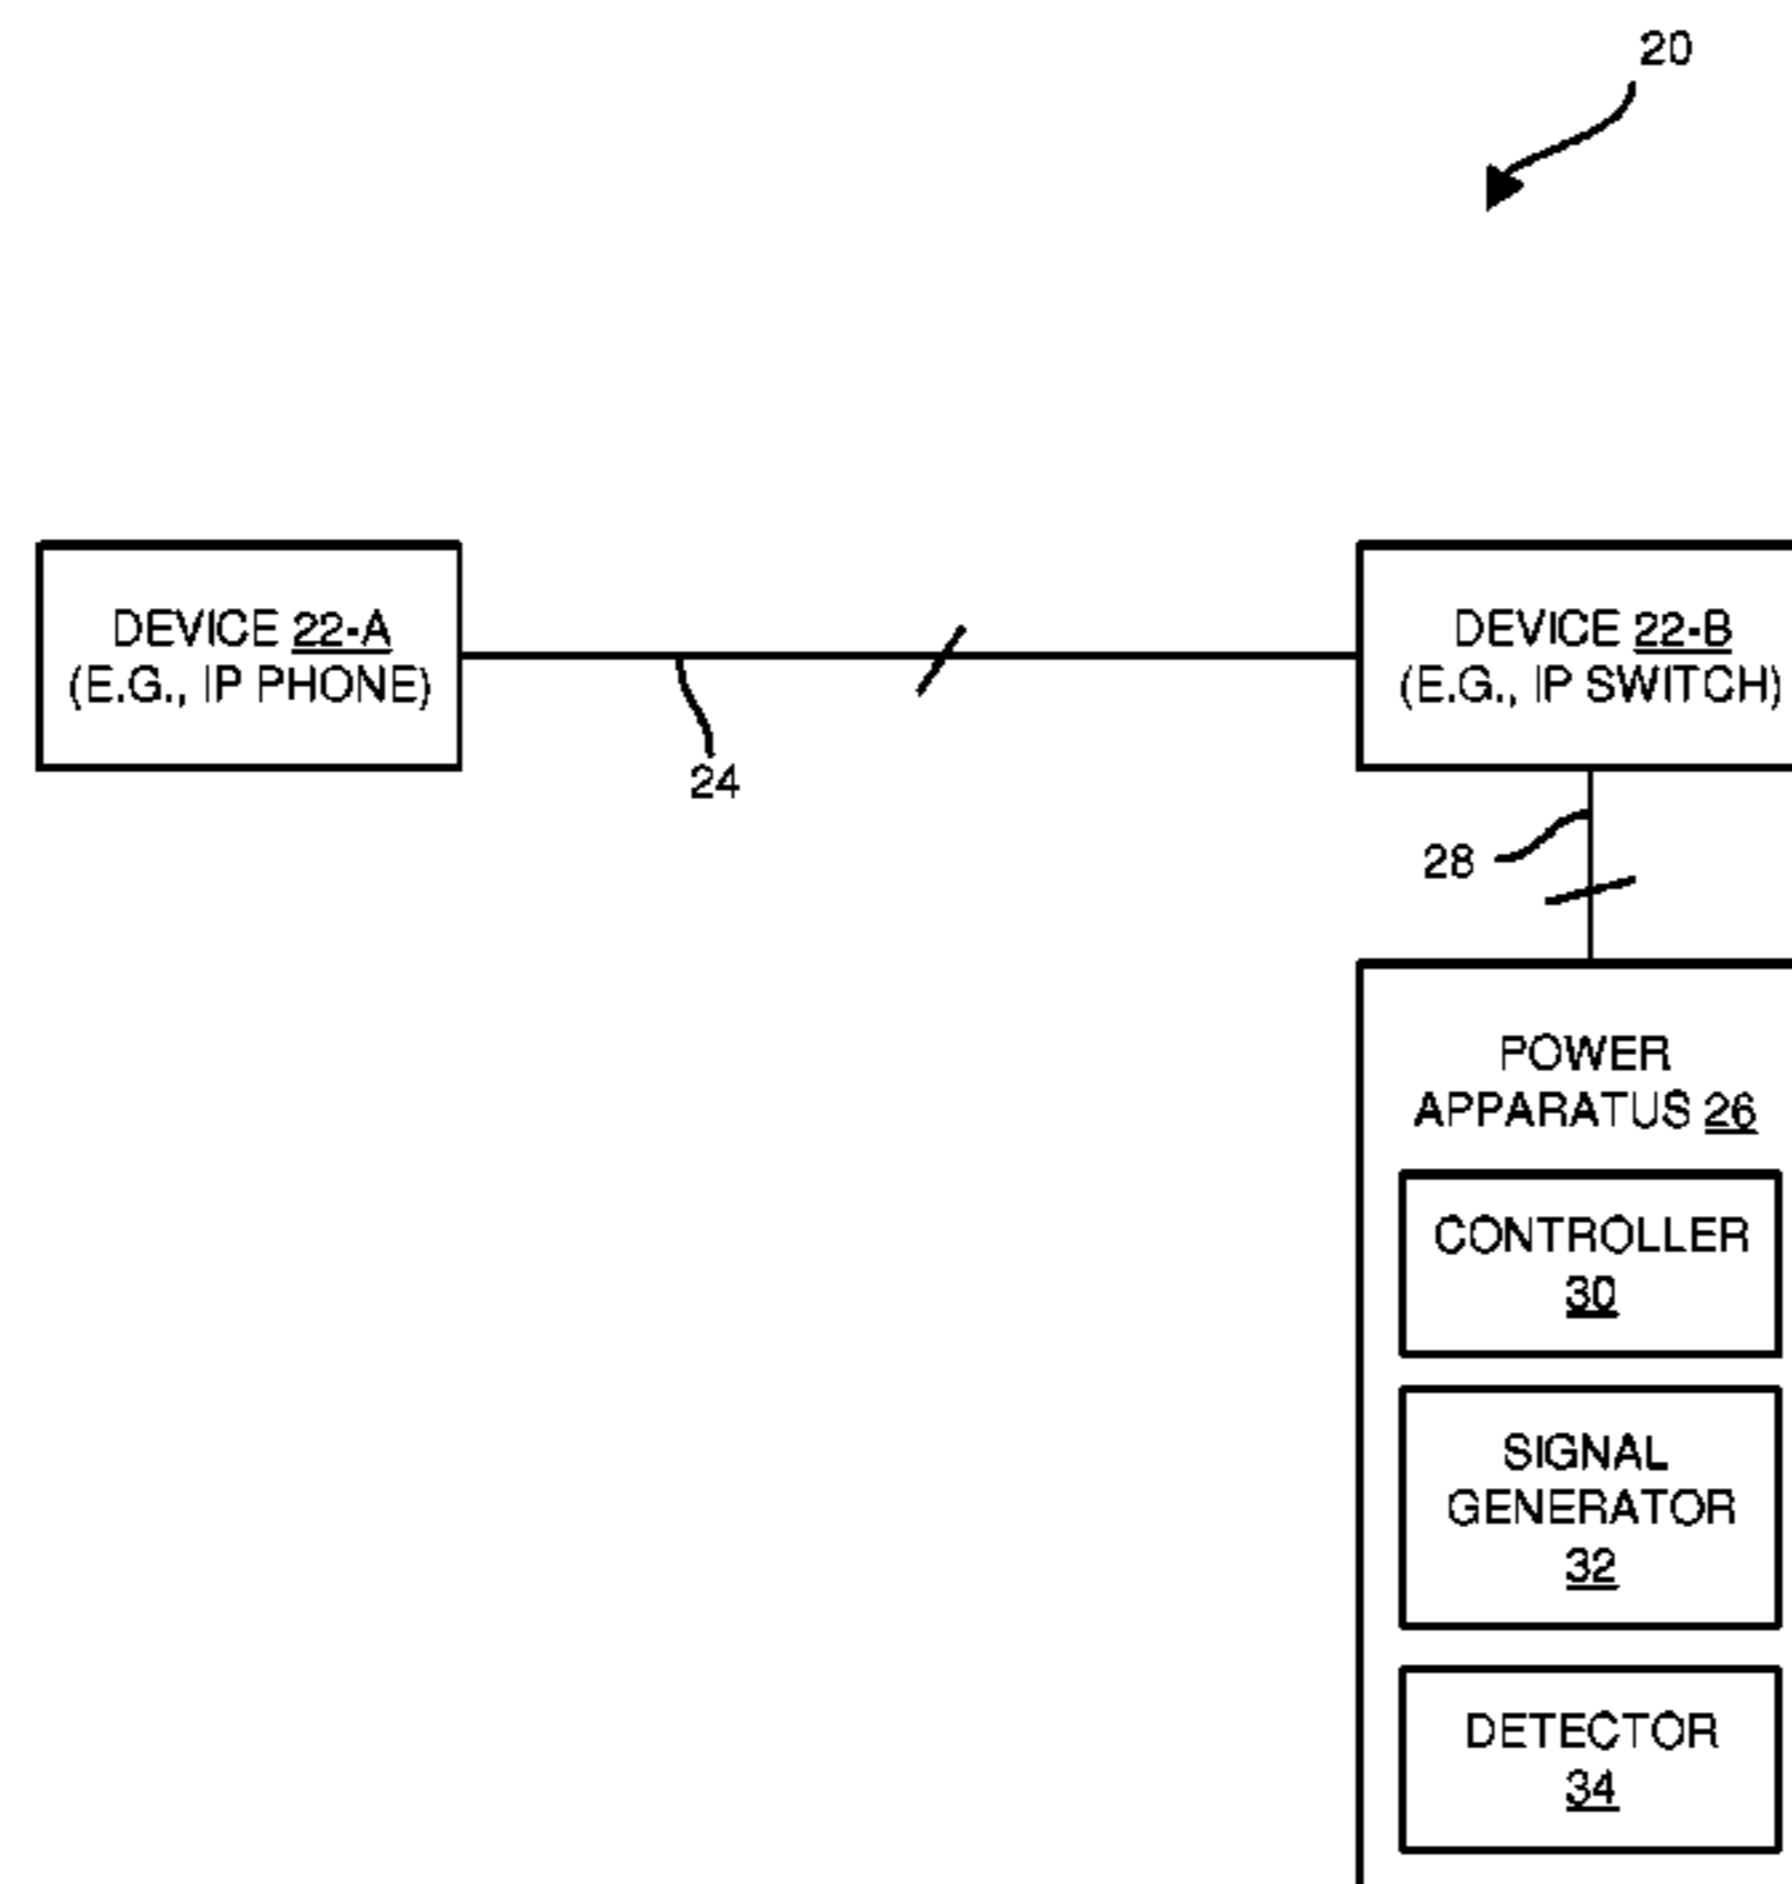 20
DEVICE 22-A
(E.G., IP PHONE)
DEVICE 22-B
(E.G., IP SWITCH)
24
28
POWER
APPARATUS 26
CONTROLLER
30
SIGNAL
GENERATOR
32
DETECTOR
34